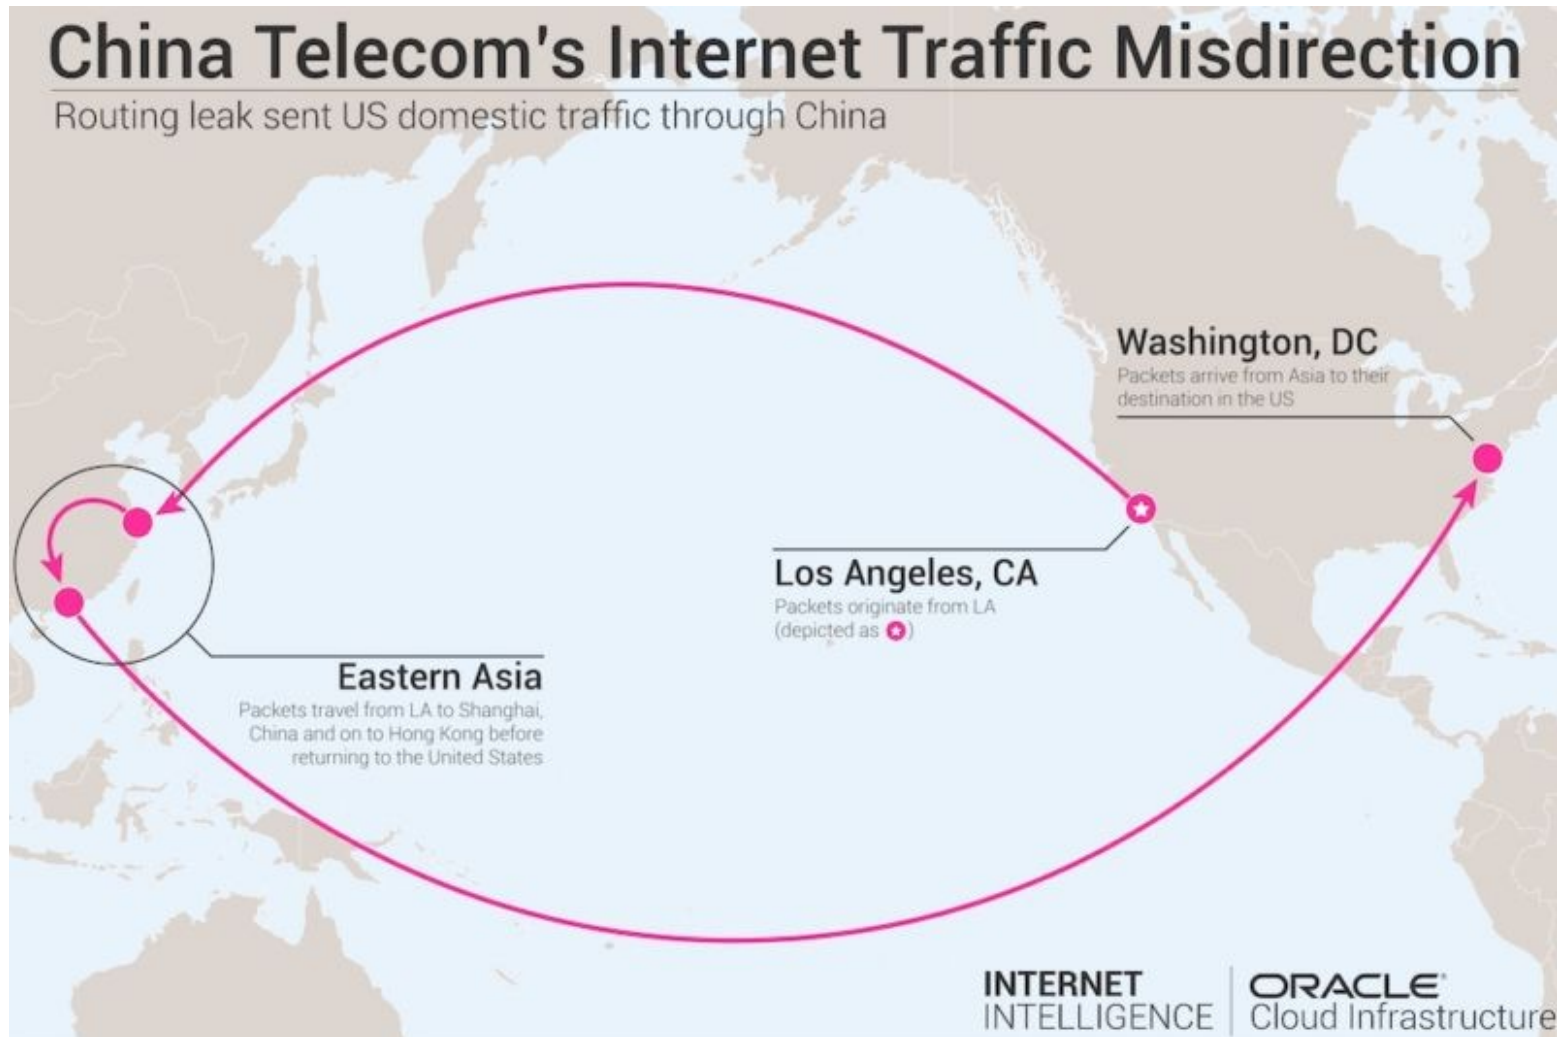 China Telecom's Internet Traffic Misdirection
Routing leak sent US domestic traffic through China
Washington, DC
Packets arrive from Asia to their
destination in the US
Los Angeles, CA
Packets originate from LA
(depicted as ★)
Eastern Asia
Packets travel from LA to Shanghai,
China and on to Hong Kong before
returning to the United States
INTERNET
INTELLIGENCE
ORACLE®
Cloud Infrastructure